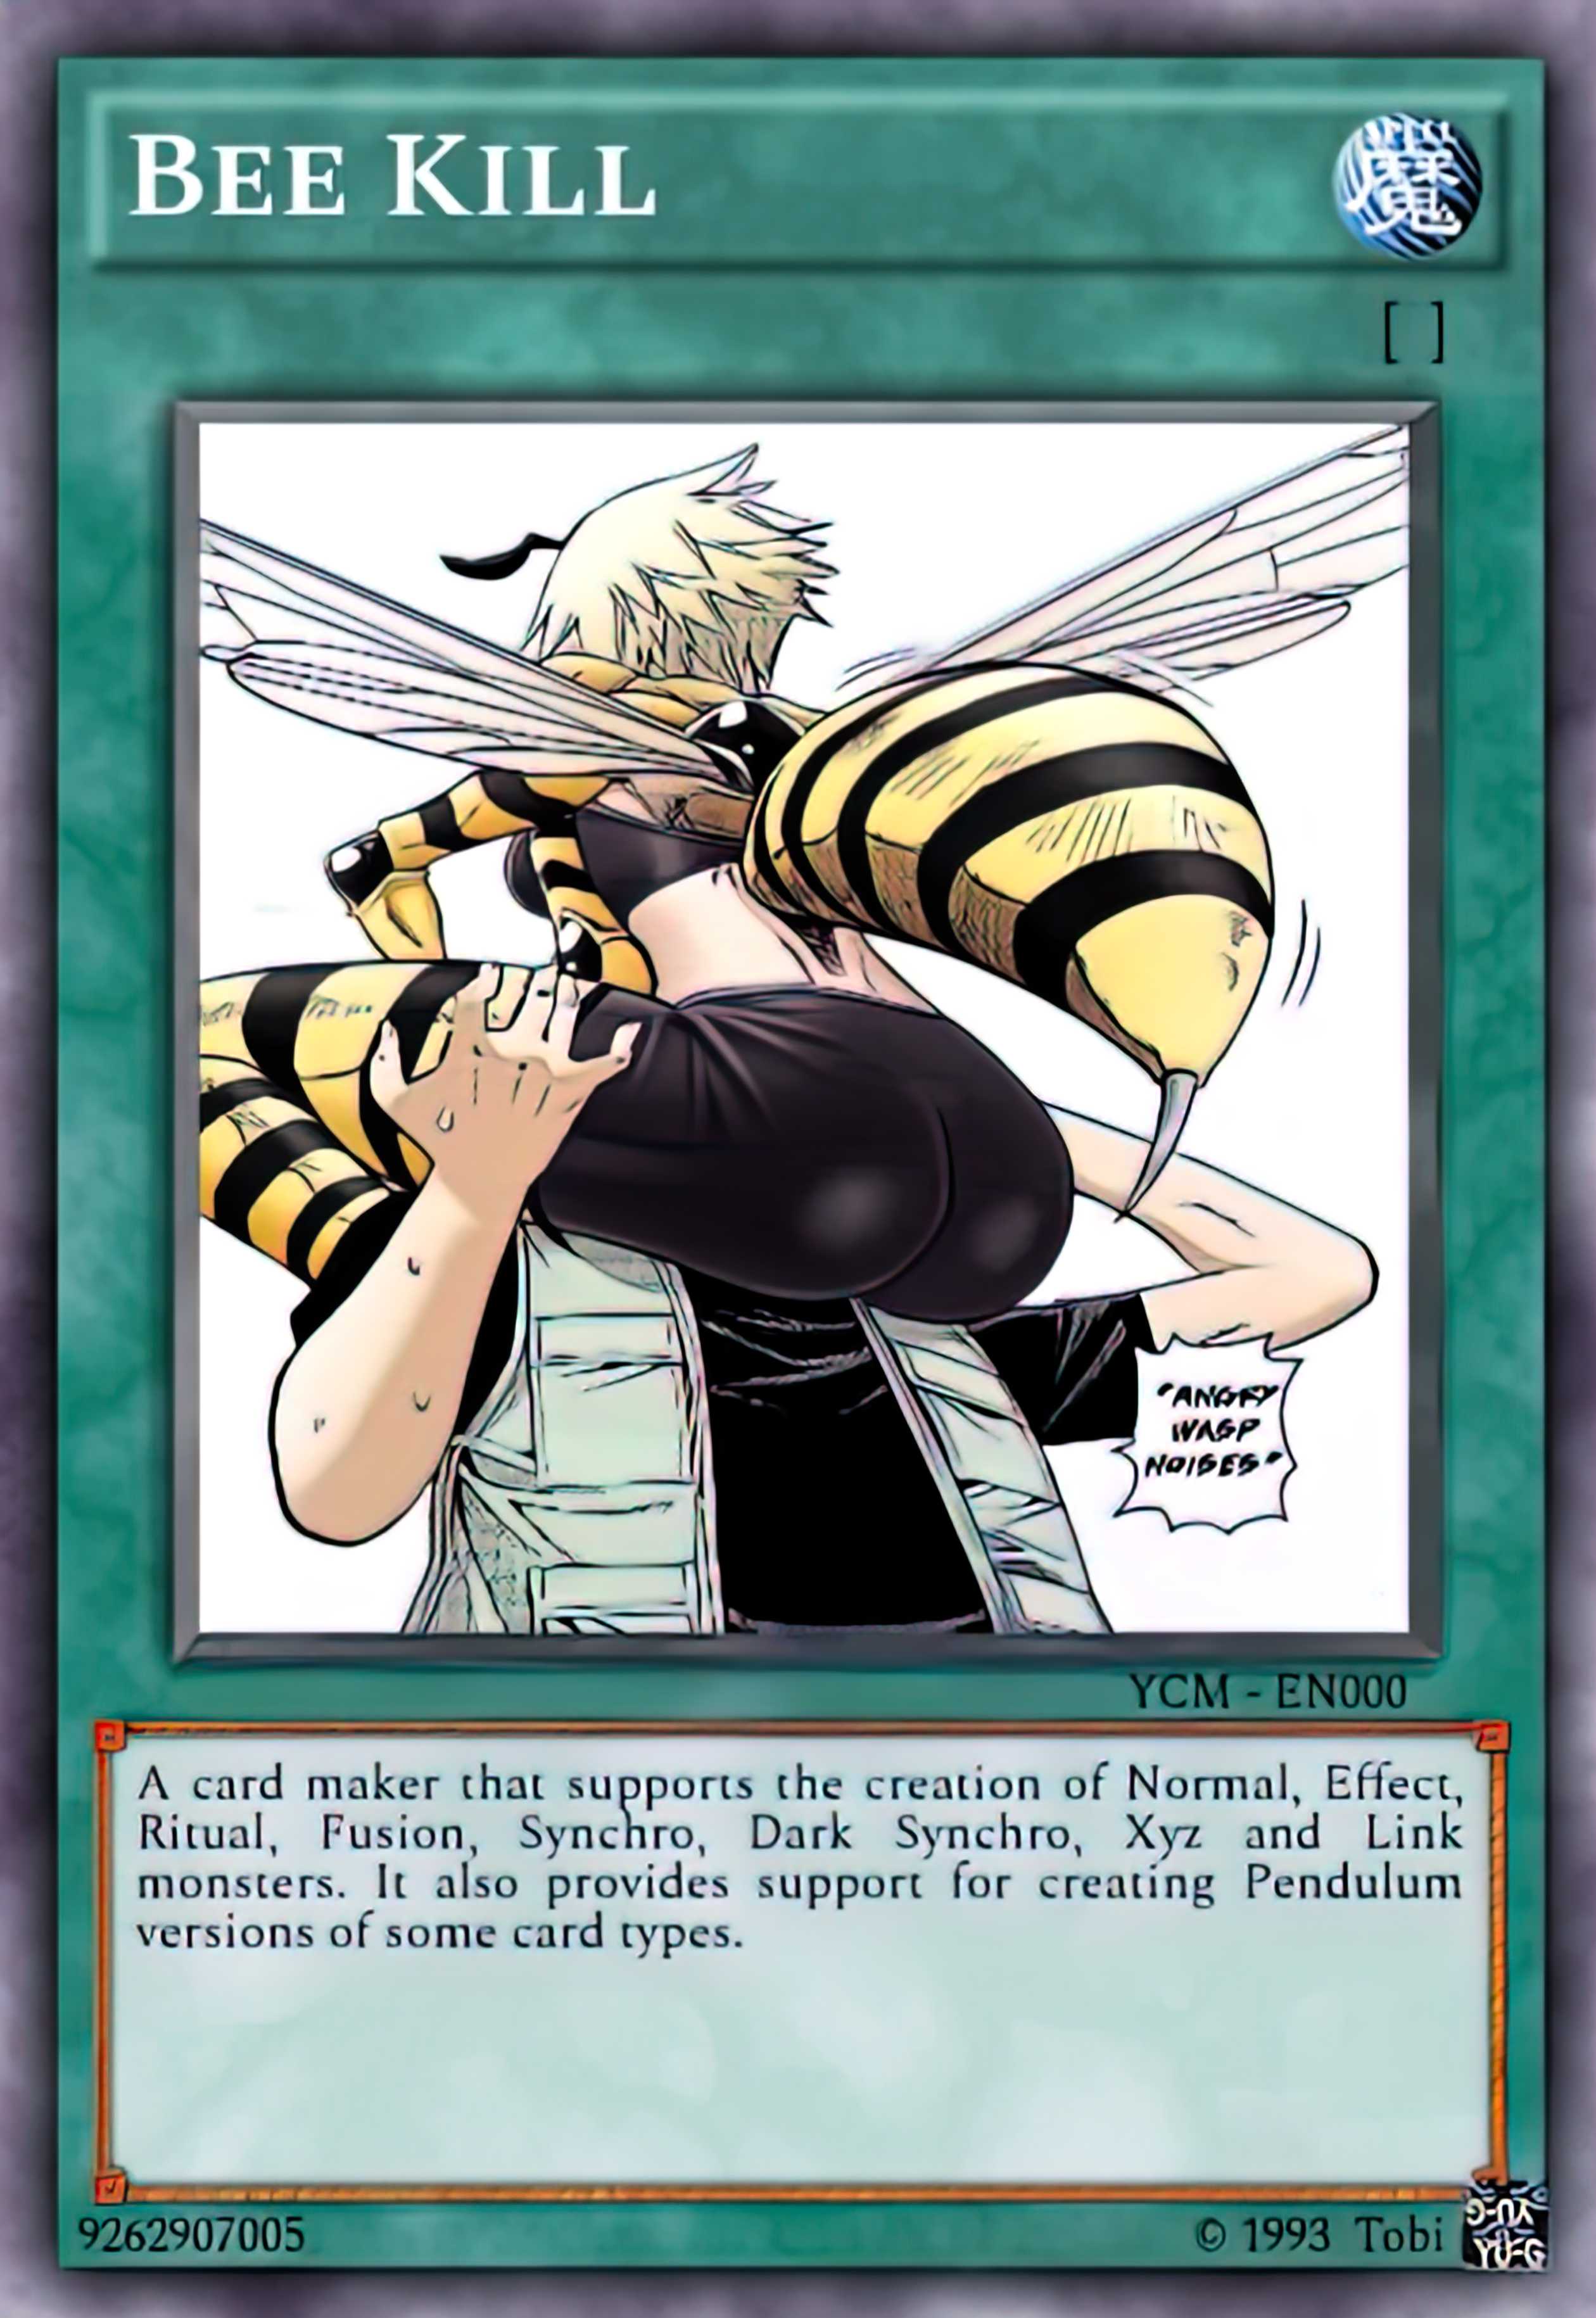 BEE KILL
魔
[ ]
"ANGRY
WASP
NOISES"
YCM - EN000
A card maker that supports the creation of Normal, Effect,
Ritual, Fusion, Synchro, Dark Synchro, Xyz and Link
monsters. It also provides support for creating Pendulum
versions of some card types.
9262907005
© 1993 Tobi